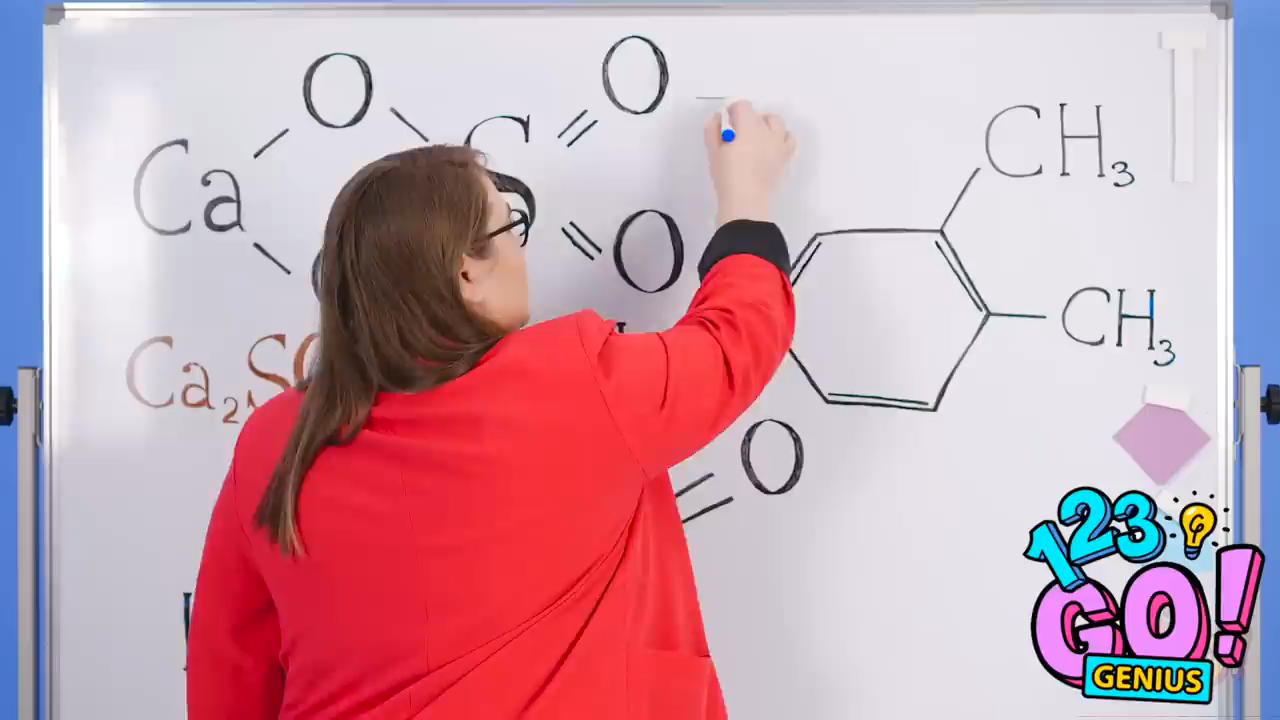 O O
Ca S CH₃
O CH₃
Ca₂S
O
123
GO!
GENIUS